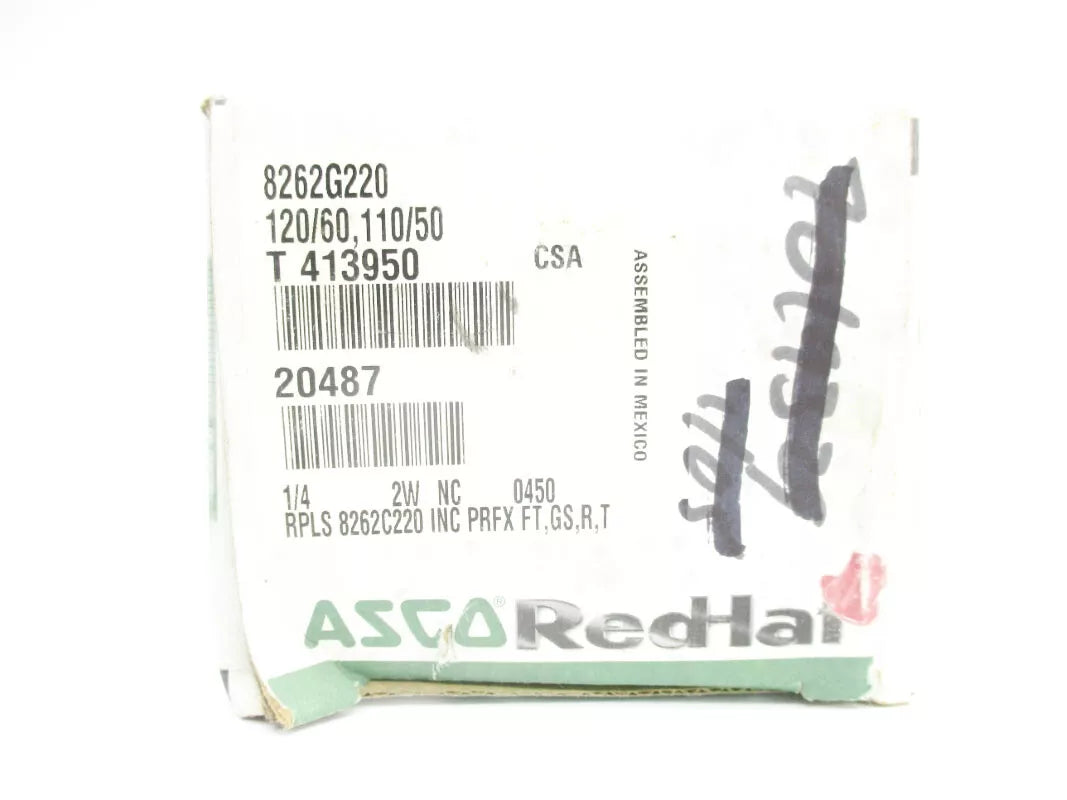 8262G220
120/60,110/50
T 413950
CSA
20487
1/4 2W NC 0450
RPLS 8262C220 INC PRFX FT,GS,R,T
ASSEMBLED IN MEXICO
ASCO® RedHat